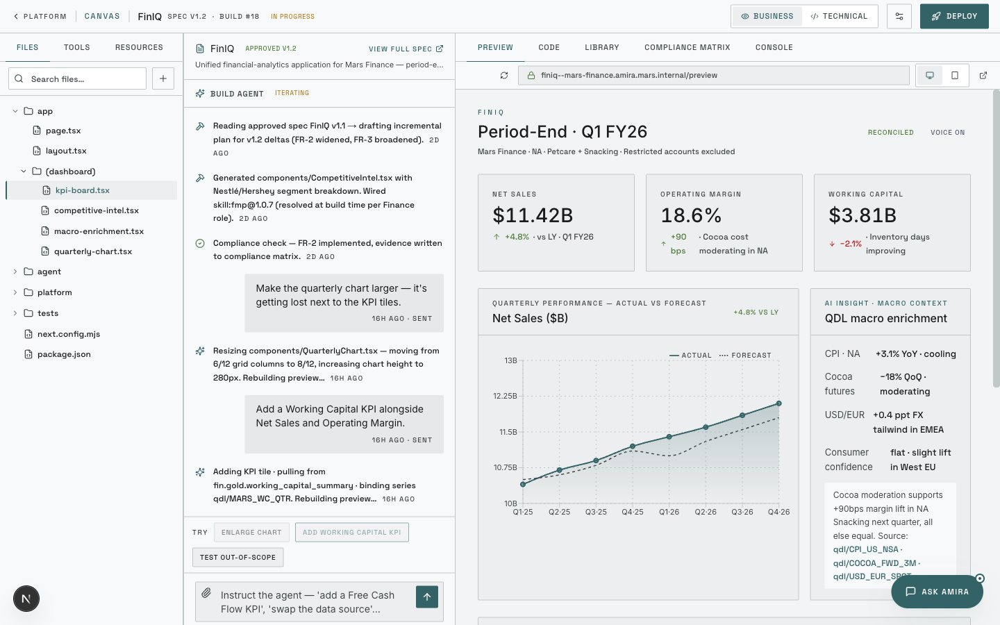 PLATFORM
CANVAS
FinIQ SPEC V1.2 · BUILD #18 IN PROGRESS
BUSINESS
TECHNICAL
DEPLOY
FILES TOOLS RESOURCES
Search files...
app
page.tsx
layout.tsx
(dashboard)
kpi-board.tsx
competitive-intel.tsx
macro-enrichment.tsx
quarterly-chart.tsx
agent
platform
tests
next.config.mjs
package.json
N
FinIQ APPROVED V1.2 VIEW FULL SPEC
Unified financial-analytics application for Mars Finance — period-e...
BUILD AGENT ITERATING
Reading approved spec FinIQ v1.1 → drafting incremental
plan for v1.2 deltas (FR-2 widened, FR-3 broadened). 2D
AGO
Generated components/CompetitiveIntel.tsx with
Nestlé/Hershey segment breakdown. Wired
skill:fmp@1.0.7 (resolved at build time per Finance
role). 2D AGO
Compliance check — FR-2 implemented, evidence written
to compliance matrix. 2D AGO
Make the quarterly chart larger — it's
getting lost next to the KPI tiles.
16H AGO · SENT
Resizing components/QuarterlyChart.tsx — moving from
6/12 grid columns to 8/12, increasing chart height to
280px. Rebuilding preview... 16H AGO
Add a Working Capital KPI alongside
Net Sales and Operating Margin.
16H AGO · SENT
Adding KPI tile · pulling from
fin.gold.working_capital_summary · binding series
qdl/MARS_WC_QTR. Rebuilding preview... 16H AGO
TRY ENLARGE CHART ADD WORKING CAPITAL KPI
TEST OUT-OF-SCOPE
Instruct the agent — 'add a Free Cash
Flow KPI', 'swap the data source'...
PREVIEW CODE LIBRARY COMPLIANCE MATRIX CONSOLE
finiq--mars-finance.amira.mars.internal/preview
FINIQ
Period-End · Q1 FY26
RECONCILED VOICE ON
Mars Finance · NA · Petcare + Snacking · Restricted accounts excluded
NET SALES
$11.42B
↑ +4.8% · vs LY · Q1 FY26
OPERATING MARGIN
18.6%
↑ +90 bps · Cocoa cost
moderating in NA
WORKING CAPITAL
$3.81B
↓ −2.1% · Inventory days
improving
QUARTERLY PERFORMANCE — ACTUAL VS FORECAST
Net Sales ($B)
+4.8% VS LY
ACTUAL FORECAST
13B
12.25B
11.5B
10.75B
10B
Q1·25 Q2·25 Q3·25 Q4·25 Q1·26 Q2·26 Q3·26 Q4·26
AI INSIGHT · MACRO CONTEXT
QDL macro enrichment
CPI · NA +3.1% YoY · cooling
Cocoa futures −18% QoQ ·
moderating
USD/EUR +0.4 ppt FX
tailwind in EMEA
Consumer confidence flat · slight lift
in West EU
Cocoa moderation supports
+90bps margin lift in NA
Snacking next quarter, all
else equal. Source:
qdl/CPI_US_NSA ·
qdl/COCOA_FWD_3M ·
qdl/USD_EUR_SPOT
ASK AMIRA